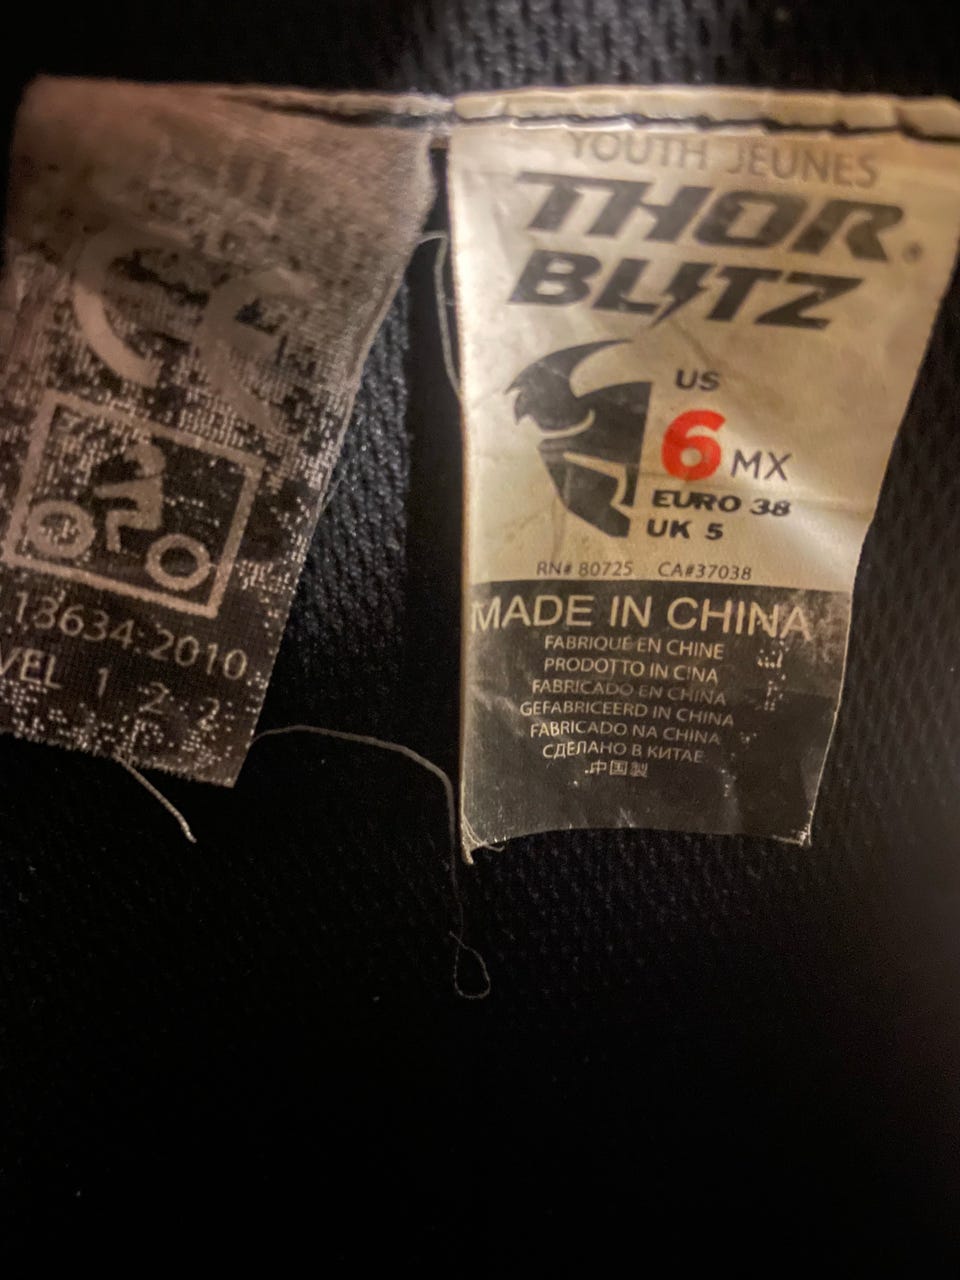 CE
13634:2010
VEL 1 2 2
YOUTH JEUNES
THOR®
BLITZ
US
6 MX
EURO 38
UK 5
RN# 80725 CA#37038
MADE IN CHINA
FABRIQUÉ EN CHINE
PRODOTTO IN CINA
FABRICADO EN CHINA
GEFABRICEERD IN CHINA
FABRICADO NA CHINA
СДЕЛАНО В КИТАЕ
.中国製